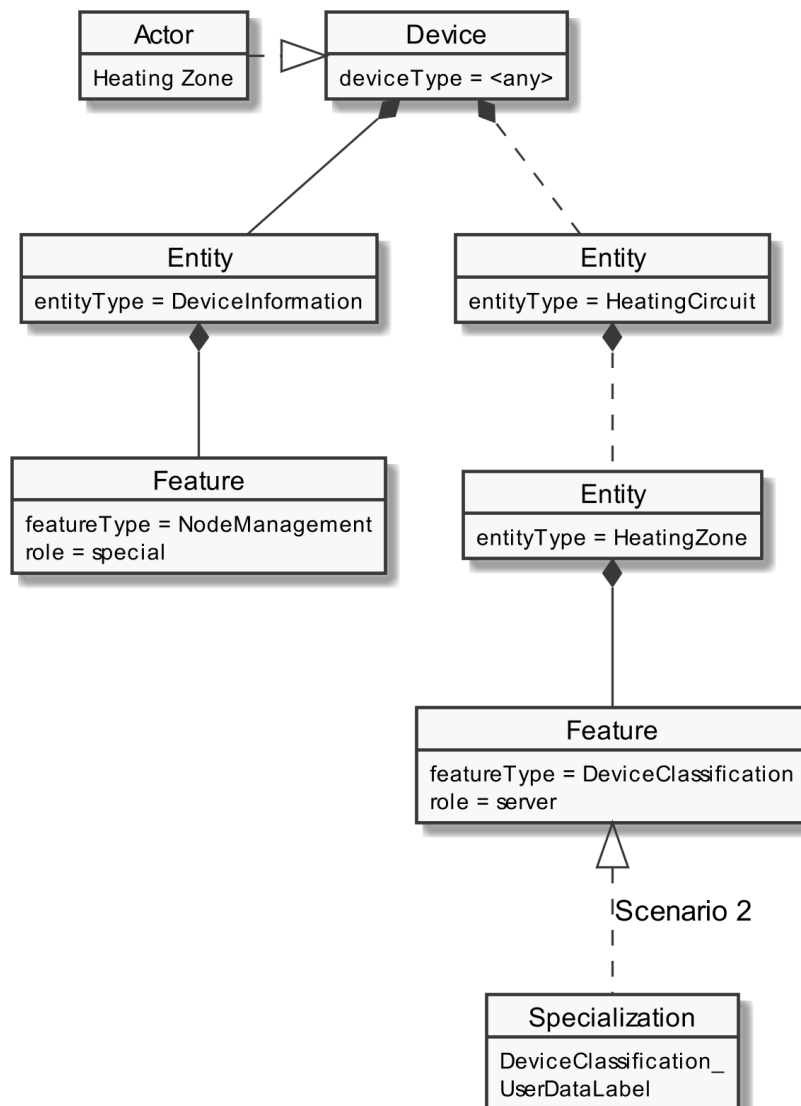 Actor
Heating Zone
Device
deviceType = <any>
Entity
entityType = DeviceInformation
Entity
entityType = HeatingCircuit
Feature
featureType = NodeManagement
role = special
Entity
entityType = HeatingZone
Feature
featureType = DeviceClassification
role = server
Scenario 2
Specialization
DeviceClassification_
UserDataLabel